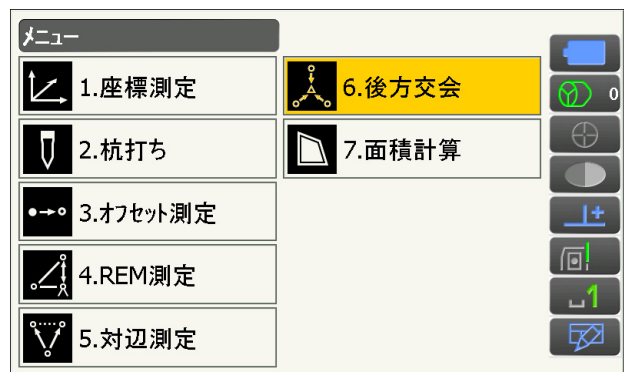 メニュー
1.座標測定
2.杭打ち
3.オフセット測定
4.REM測定
5.対辺測定
6.後方交会
7.面積計算
0
1